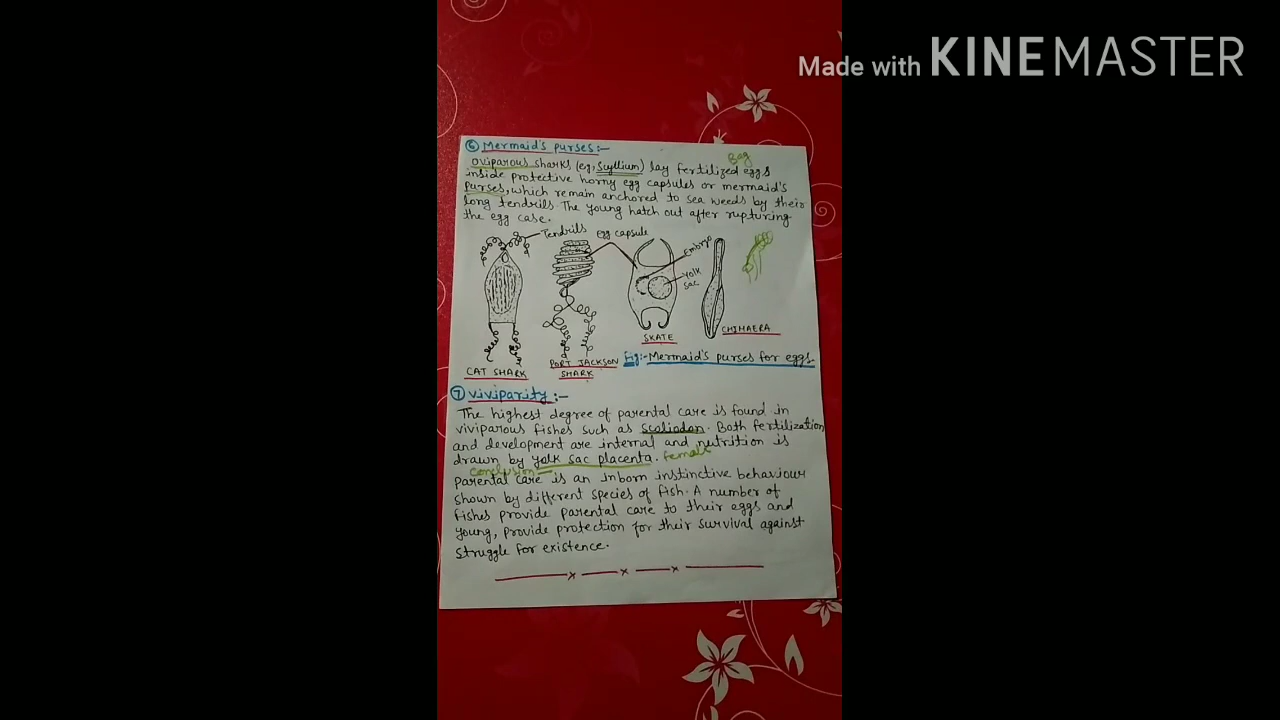 Made with KINEMASTER
⑥ Mermaid's purses:-
Bag
oviparous sharks (eg, Scyllium) lay fertilized eggs
inside protective horny egg capsules or mermaid's
purses, which remain anchored to sea weeds by their
long tendrils. The young hatch out after rupturing
the egg case.
Tendrils
egg capsule
Embryo
Yolk
sac
CAT SHARK
PORT JACKSON
SHARK
SKATE
CHIMAERA
Fig:- Mermaid's purses for eggs.
⑦ viviparity:-
The highest degree of parental care is found in
viviparous fishes such as Scoliodon. Both fertilization
and development are internal and nutrition is
drawn by yolk sac placenta. female
conclusion-
parental care is an inborn instinctive behaviour
shown by different species of fish. A number of
fishes provide parental care to their eggs and
young, provide protection for their survival against
struggle for existence.